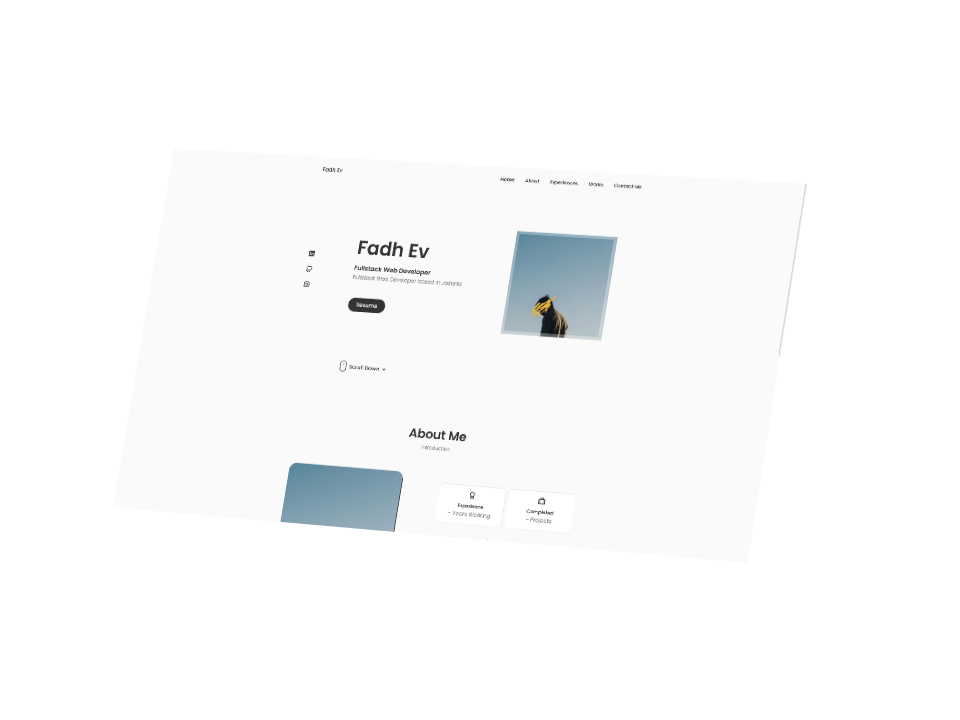 Fadh Ev
Home About Experiences Works Contact Me
Fadh Ev
Fullstack Web Developer
Fullstack Web Developer based in Jakarta
Resume
Scroll Down
About Me
Introduction
Experience
- Years Working
Completed
- Projects